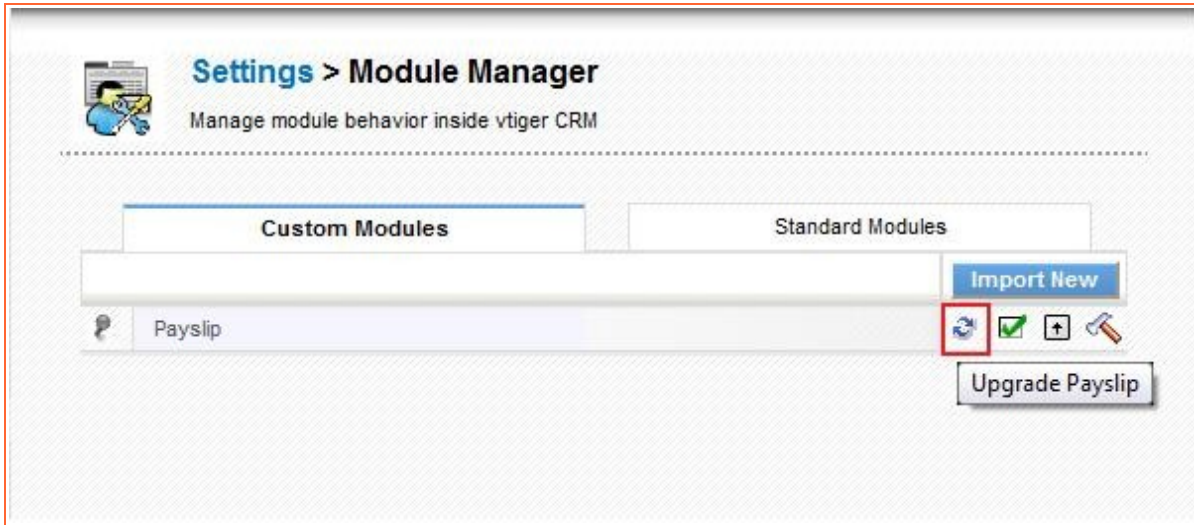 Settings > Module Manager
Manage module behavior inside vtiger CRM
Custom Modules
Standard Modules
Import New
Payslip
Upgrade Payslip